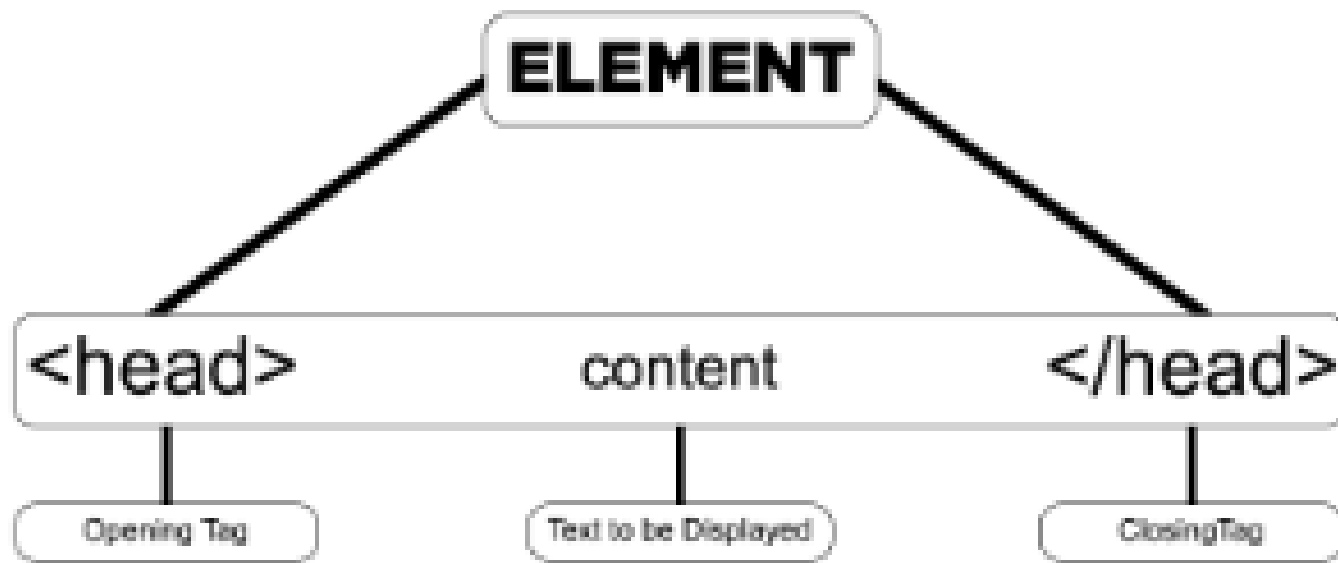 ELEMENT
<head> content </head>
Opening Tag
Text to be Displayed
ClosingTag